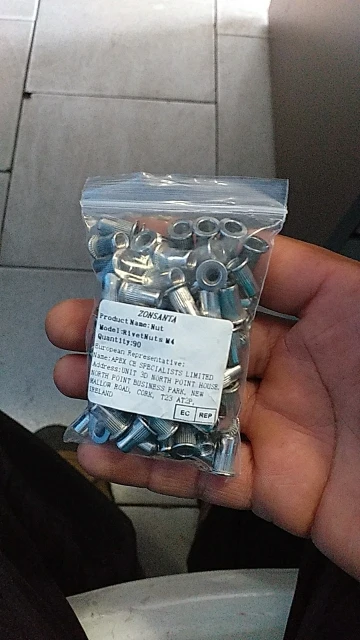 ZONSANTA
Product Name:Nut
Model:RivetNuts M4
Quantity:90
European Representative:
Name:APEX CE SPECIALISTS LIMITED
Address:UNIT 3D NORTH POINT HOUSE,
NORTH POINT BUSINESS PARK, NEW
MALLOW ROAD, CORK, T23 AT2P,
IRELAND
EC REP